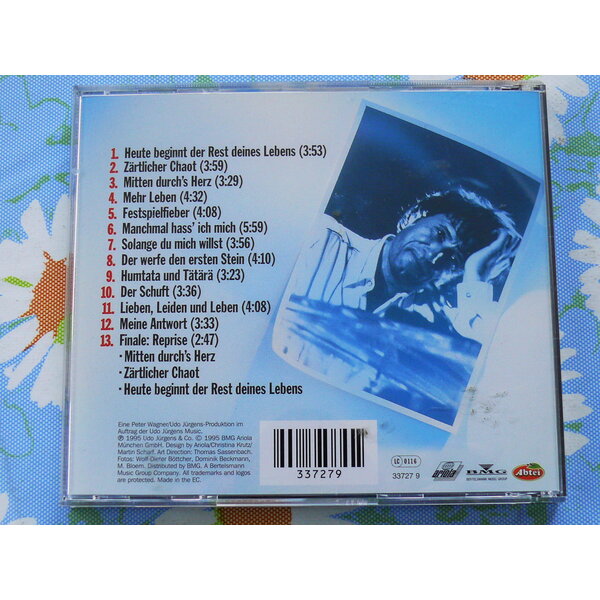 1. Heute beginnt der Rest deines Lebens (3:53)
2. Zärtlicher Chaot (3:59)
3. Mitten durch's Herz (3:29)
4. Mehr Leben (4:32)
5. Festspielfieber (4:08)
6. Manchmal hass' ich mich (5:59)
7. Solange du mich willst (3:56)
8. Der werfe den ersten Stein (4:10)
9. Humtata und Tätärä (3:23)
10. Der Schuft (3:36)
11. Lieben, Leiden und Leben (4:08)
12. Meine Antwort (3:33)
13. Finale: Reprise (2:47)
• Mitten durch's Herz
• Zärtlicher Chaot
• Heute beginnt der Rest deines Lebens
Eine Peter Wagner/Udo Jürgens-Produktion im
Auftrag der Udo Jürgens Music.
℗ 1995 Udo Jürgens & Co. © 1995 BMG Ariola
München GmbH. Design by Ariola/Christina Krutz/
Martin Scharf. Art Direction: Thomas Sassenbach.
Fotos: Wolf-Dieter Böttcher, Dominik Beckmann,
M. Bloem. Distributed by BMG. A Bertelsmann
Music Group Company. All trademarks and logos
are protected. Made in the EC.
337279
LC 0116
33727 9
ariola
BMG
BERTELSMANN MUSIC GROUP
Abtei